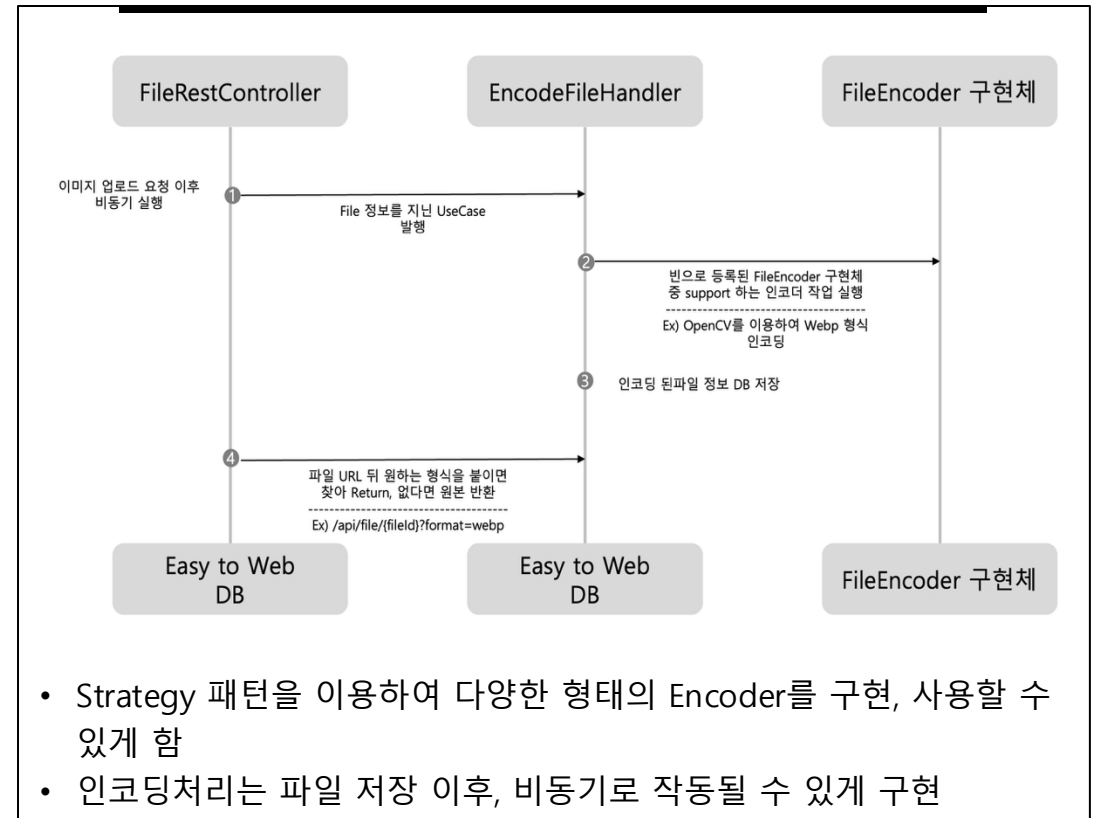 FileRestController
EncodeFileHandler
FileEncoder 구현체
이미지 업로드 요청 이후
비동기 실행
1
File 정보를 지닌 UseCase
발행
2
빈으로 등록된 FileEncoder 구현체
중 support 하는 인코더 작업 실행
--------------------------------------
Ex) OpenCV를 이용하여 Webp 형식
인코딩
3
인코딩 된파일 정보 DB 저장
4
파일 URL 뒤 원하는 형식을 붙이면
찾아 Return, 없다면 원본 반환
--------------------------------------
Ex) /api/file/{fileId}?format=webp
Easy to Web
DB
Easy to Web
DB
FileEncoder 구현체
• Strategy 패턴을 이용하여 다양한 형태의 Encoder를 구현, 사용할 수
있게 함
• 인코딩처리는 파일 저장 이후, 비동기로 작동될 수 있게 구현